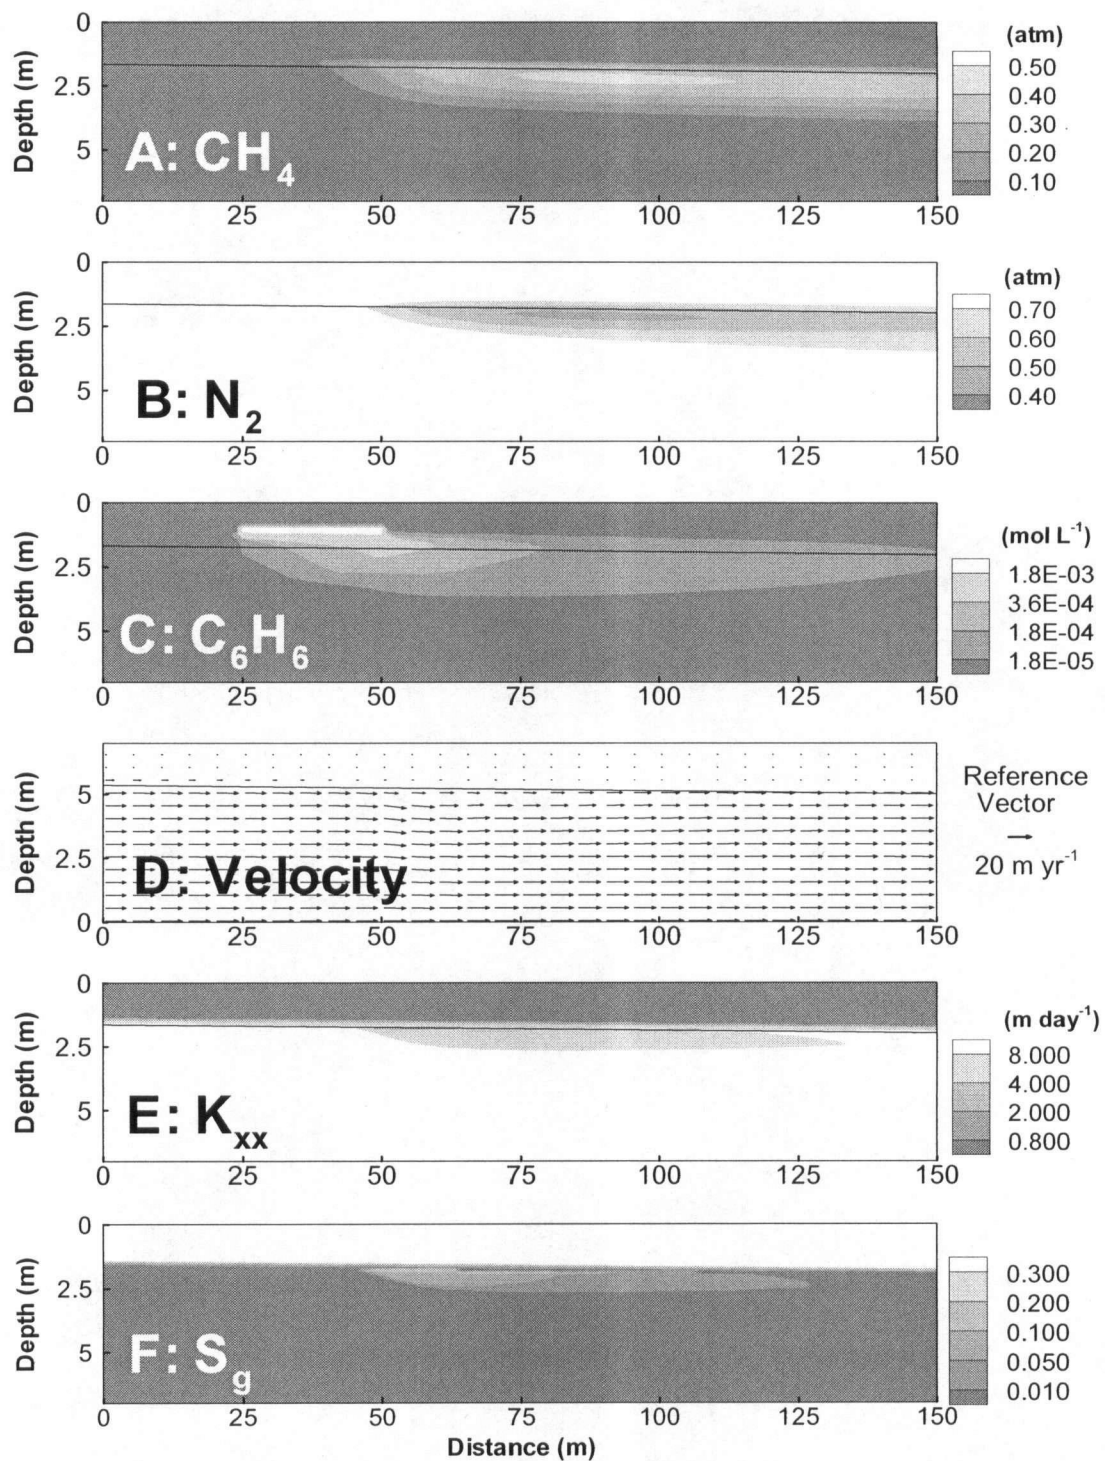 Depth (m)
0
2.5
5
A: CH4
0 25 50 75 100 125 150
(atm)
0.50
0.40
0.30
0.20
0.10
Depth (m)
0
2.5
5
B: N2
0 25 50 75 100 125 150
(atm)
0.70
0.60
0.50
0.40
Depth (m)
0
2.5
5
C: C6H6
0 25 50 75 100 125 150
(mol L-1)
1.8E-03
3.6E-04
1.8E-04
1.8E-05
Depth (m)
5
2.5
0
D: Velocity
0 25 50 75 100 125 150
Reference
Vector
20 m yr-1
Depth (m)
0
2.5
5
E: Kxx
0 25 50 75 100 125 150
(m day-1)
8.000
4.000
2.000
0.800
Depth (m)
0
2.5
5
F: Sg
0 25 50 75 100 125 150
0.300
0.200
0.100
0.050
0.010
Distance (m)